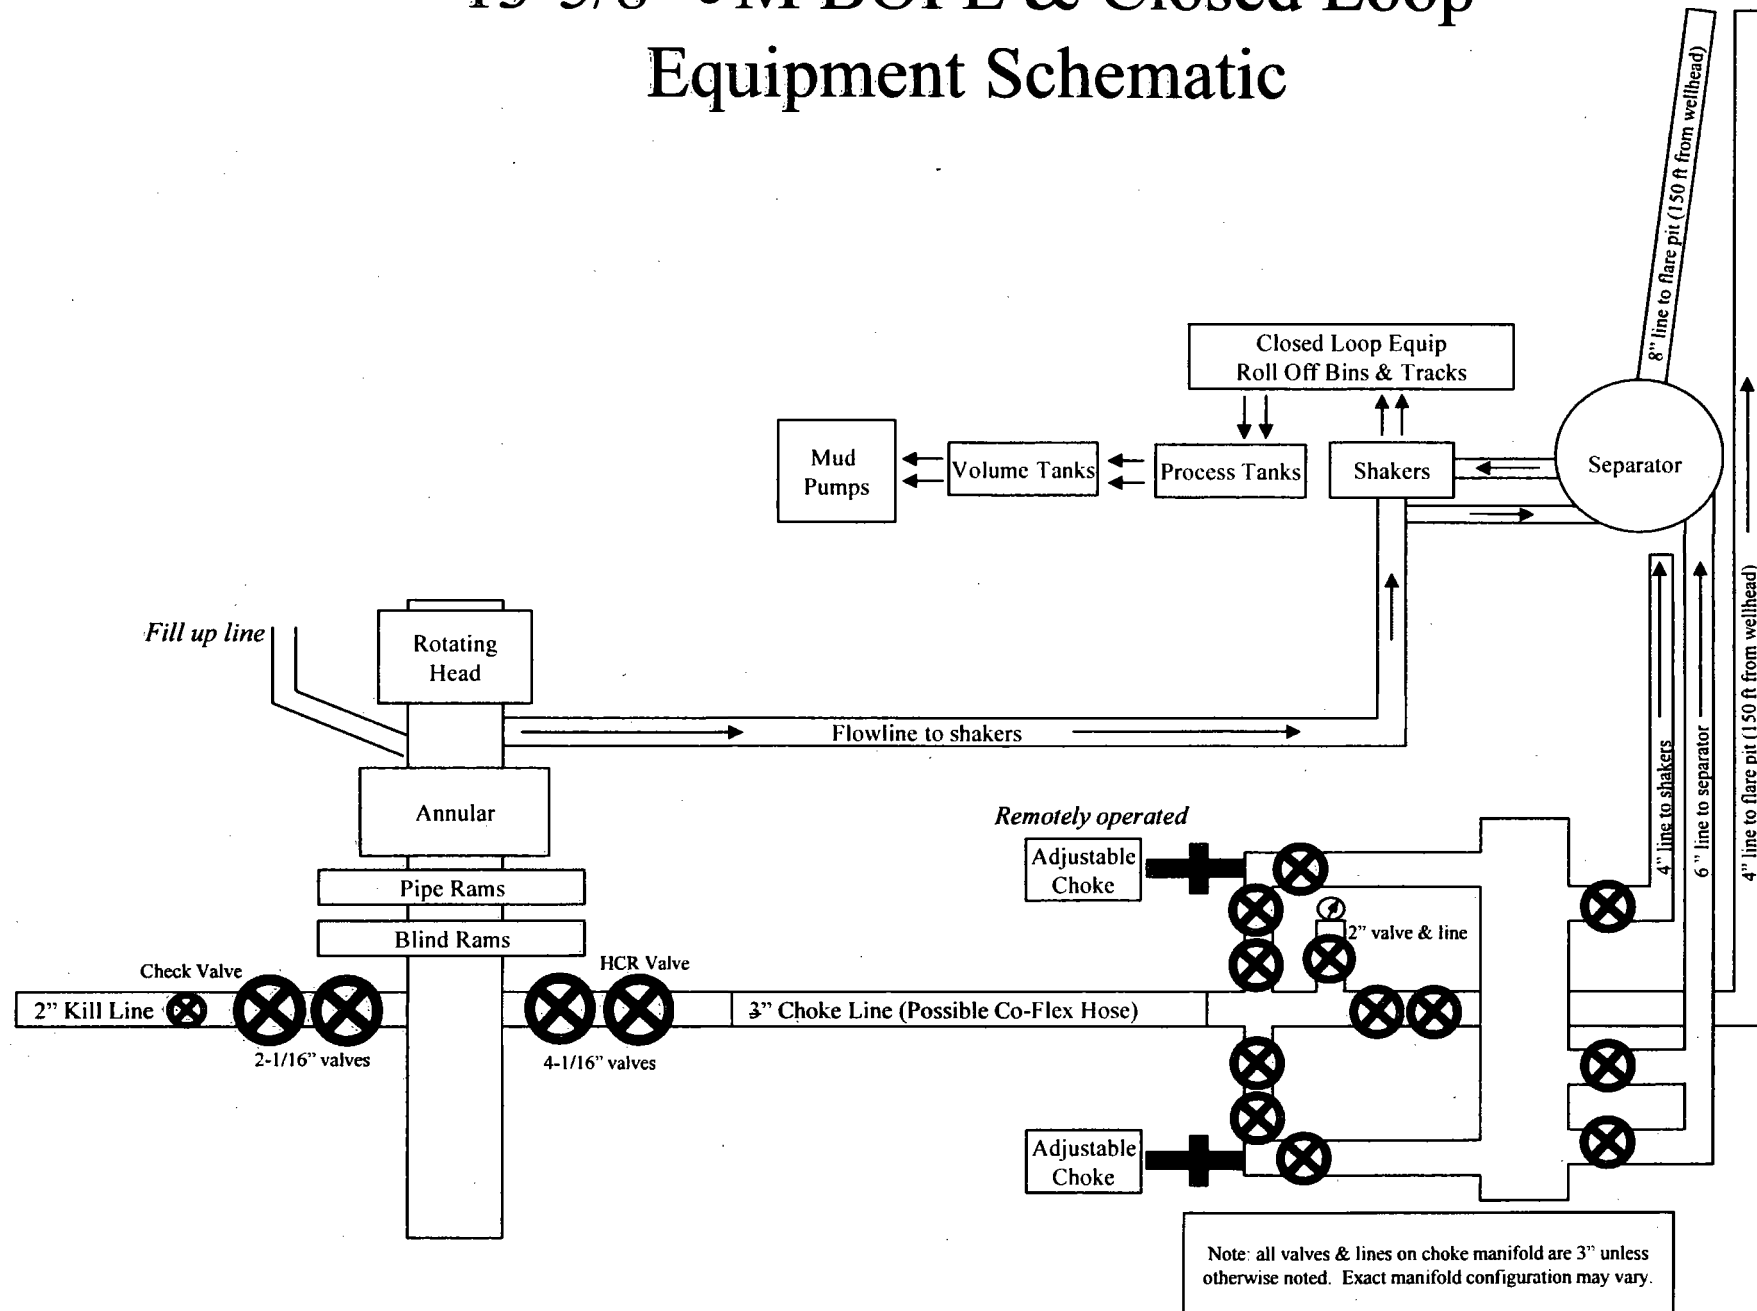 BOPE & Closed Loop
Equipment Schematic
8" line to flare pit (150 ft from wellhead)
Closed Loop Equip
Roll Off Bins & Tracks
Mud
Pumps
Volume Tanks
Process Tanks
Shakers
Separator
Fill up line
Rotating
Head
Flowline to shakers
4" line to shakers
6 " line to separator
4" line to flare pit (150 ft from wellhead)
Annular
Remotely operated
Adjustable
Choke
Pipe Rams
2" valve & line
Blind Rams
Check Valve
HCR Valve
2" Kill Line
3" Choke Line (Possible Co-Flex Hose)
2-1/16" valves
4-1/16" valves
Adjustable
Choke
Note: all valves & lines on choke manifold are 3" unless
otherwise noted. Exact manifold configuration may vary.